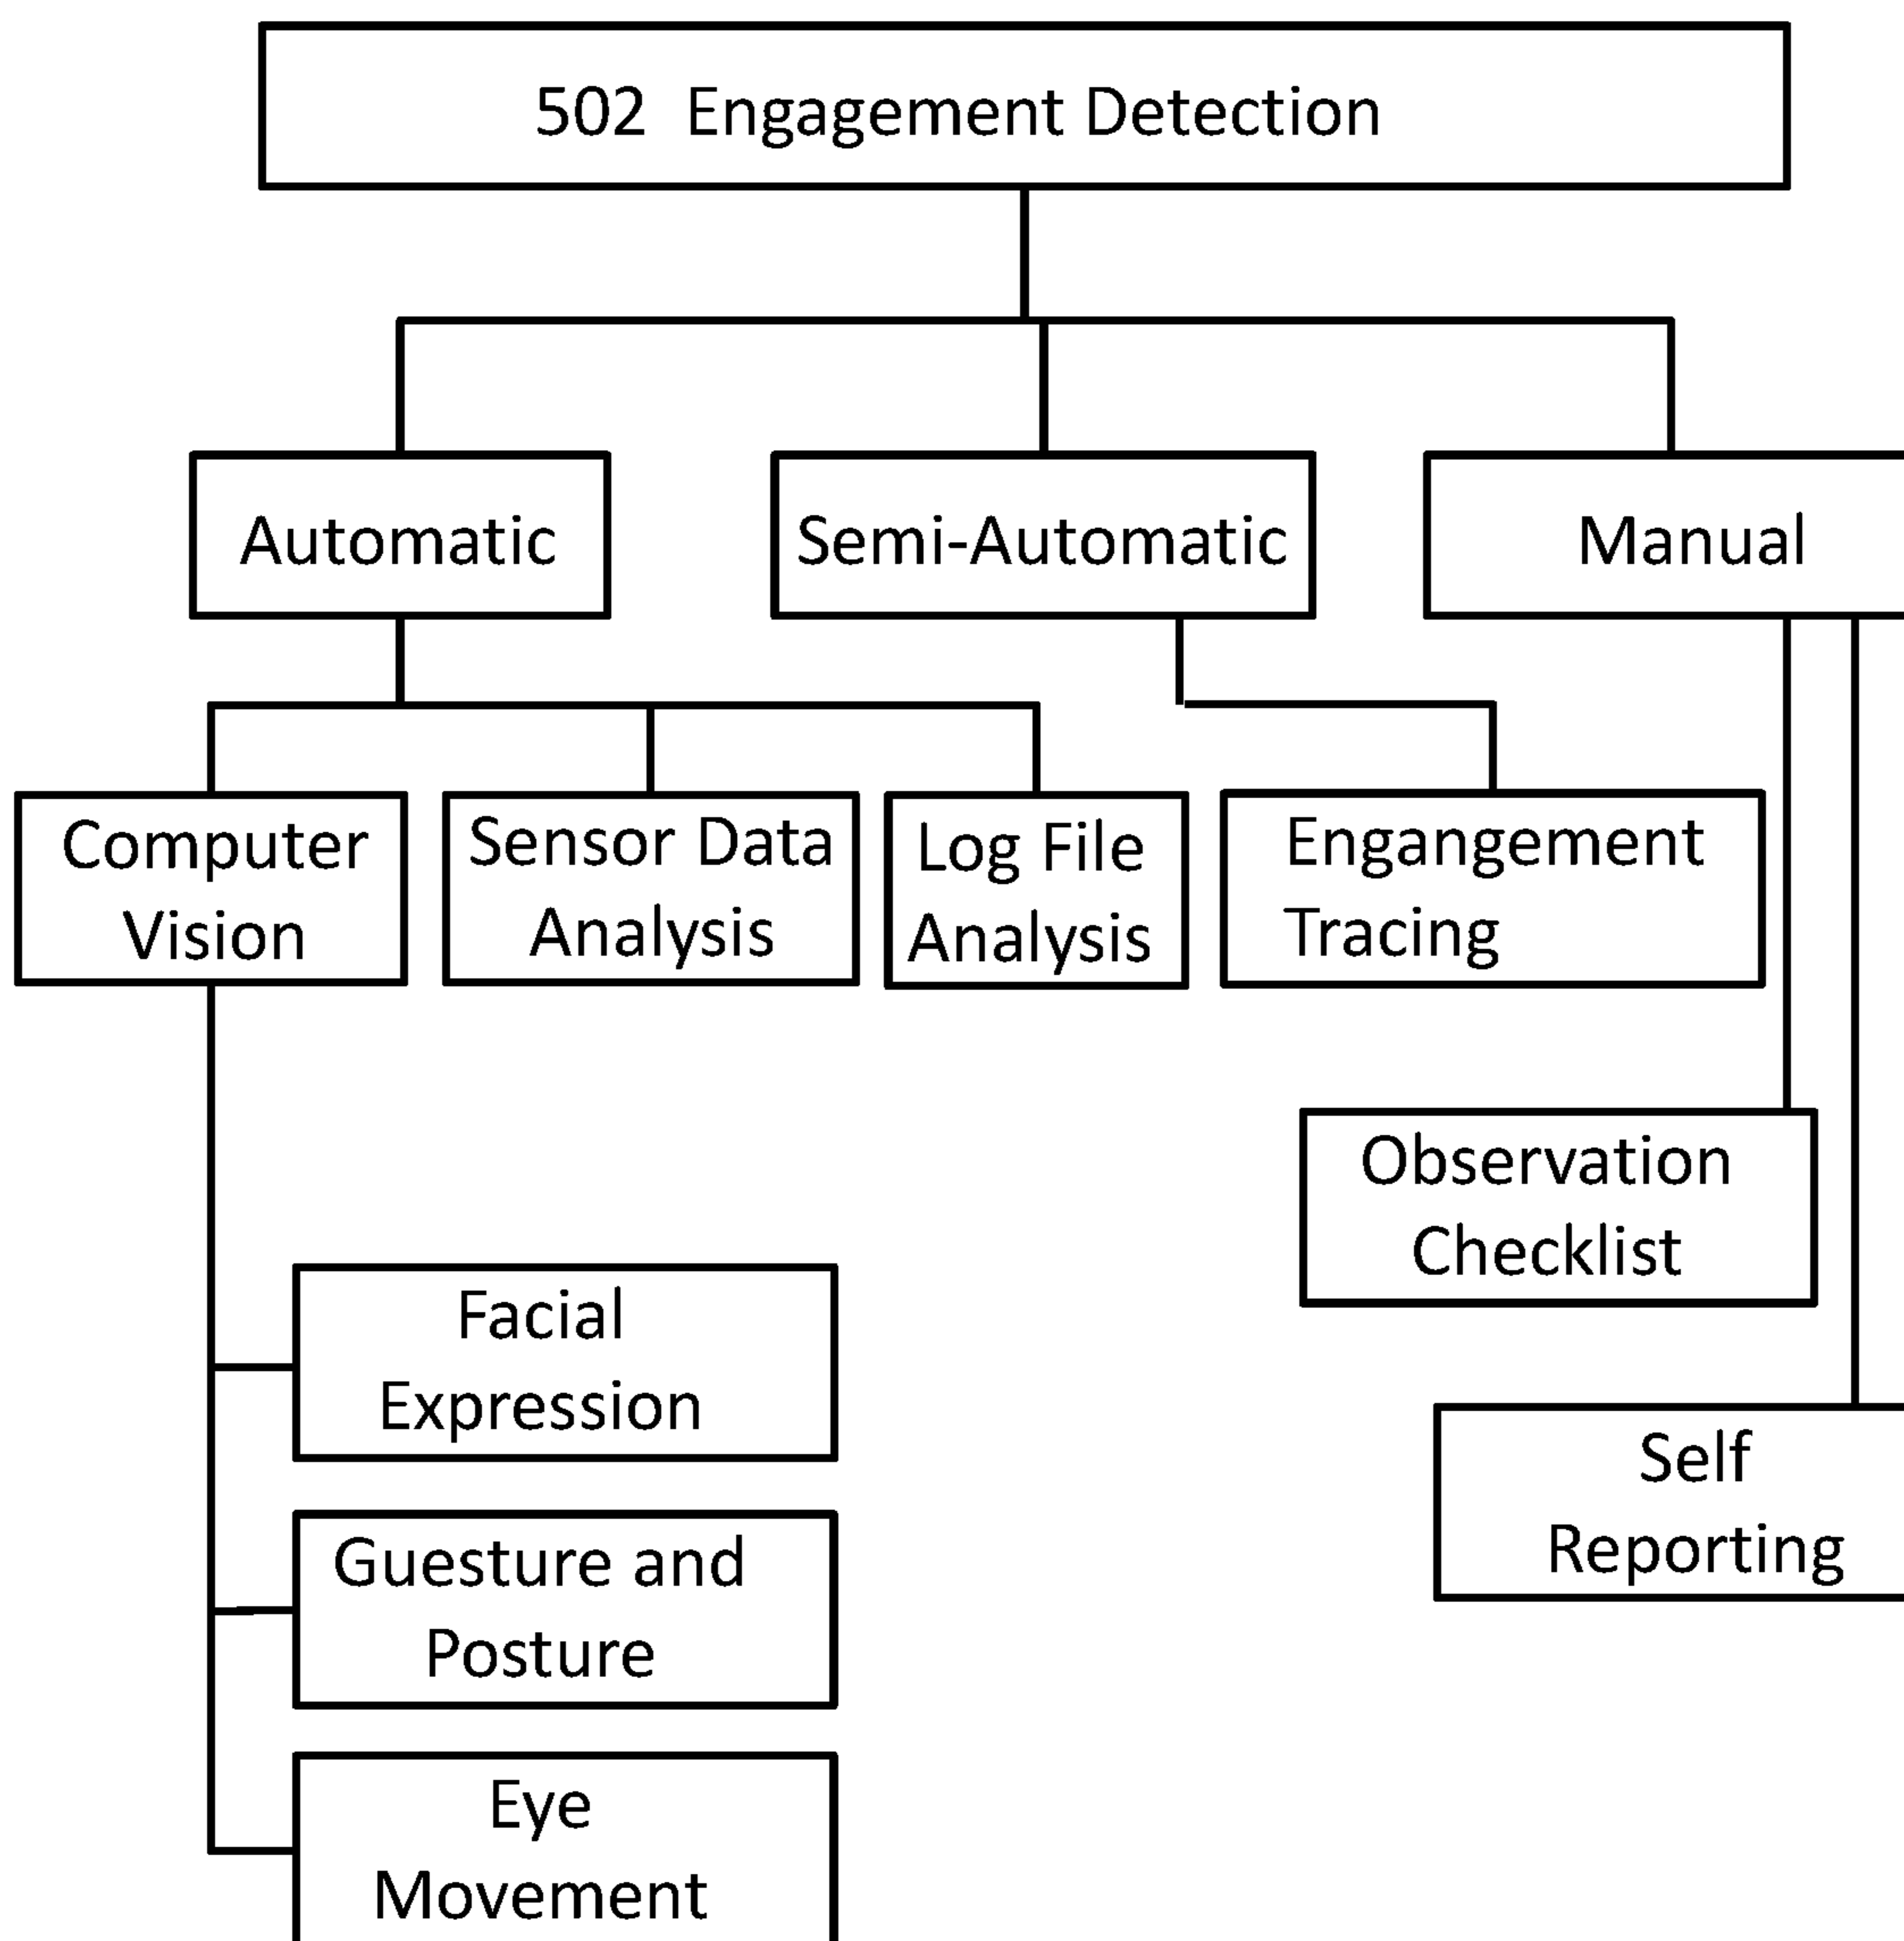 502 Engagement Detection
Automatic
Semi-Automatic
Manual
Computer
Vision
Sensor Data
Analysis
Log File
Analysis
Engangement
Tracing
Observation
Checklist
Facial
Expression
Self
Reporting
Guesture and
Posture
Eye
Movement